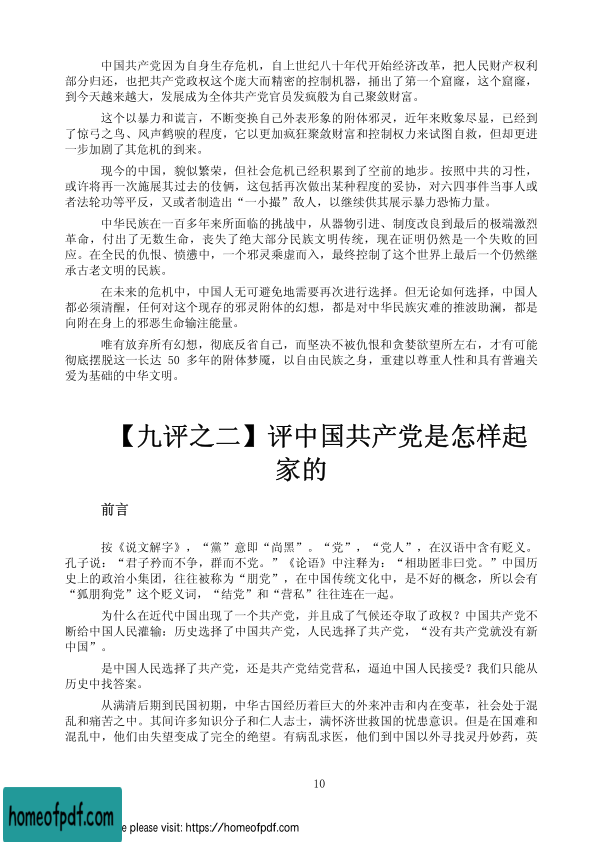 中国共产党因为自身生存危机，自上世纪八十年代开始经济改革，把人民财产权利
部分归还，也把共产党政权这个庞大而精密的控制机器，捅出了第一个窟窿，这个窟窿，
到今天越来越大，发展成为全体共产党官员发疯般为自己聚敛财富。
这个以暴力和谎言，不断变换自己外表形象的附体邪灵，近年来败象尽显，已经到
了惊弓之鸟、风声鹤唳的程度，它以更加疯狂聚敛财富和控制权力来试图自救，但却更进
一步加剧了其危机的到来。
现今的中国，貌似繁荣，但社会危机已经积累到了空前的地步。按照中共的习性，
或许将再一次施展其过去的伎俩，这包括再次做出某种程度的妥协，对六四事件当事人或
者法轮功等平反，又或者制造出“一小撮”敌人，以继续供其展示暴力恐怖力量。
中华民族在一百多年来所面临的挑战中，从器物引进、制度改良到最后的极端激烈
革命，付出了无数生命，丧失了绝大部分民族文明传统，现在证明仍然是一个失败的回
应。在全民的仇恨、愤懑中，一个邪灵乘虚而入，最终控制了这个世界上最后一个仍然继
承古老文明的民族。
在未来的危机中，中国人无可避免地需要再次进行选择。但无论如何选择，中国人
都必须清醒，任何对这个现存的邪灵附体的幻想，都是对中华民族灾难的推波助澜，都是
向附在身上的邪恶生命输注能量。
唯有放弃所有幻想，彻底反省自己，而坚决不被仇恨和贪婪欲望所左右，才有可能
彻底摆脱这一长达 50 多年的附体梦魇，以自由民族之身，重建以尊重人性和具有普遍关
爱为基础的中华文明。
【九评之二】评中国共产党是怎样起
家的
前言
按《说文解字》，“黨”意即“尚黑”。“党”，“党人”，在汉语中含有贬义。
孔子说：“君子矜而不争，群而不党。”《论语》中注释为：“相助匿非曰党。”中国历
史上的政治小集团，往往被称为“朋党”，在中国传统文化中，是不好的概念，所以会有
“狐朋狗党”这个贬义词，“结党”和“营私”往往连在一起。
为什么在近代中国出现了一个共产党，并且成了气候还夺取了政权？中国共产党不
断给中国人民灌输：历史选择了中国共产党，人民选择了共产党，“没有共产党就没有新
中国”。
是中国人民选择了共产党，还是共产党结党营私，逼迫中国人民接受？我们只能从
历史中找答案。
从满清后期到民国初期，中华古国经历着巨大的外来冲击和内在变革，社会处于混
乱和痛苦之中。其间许多知识分子和仁人志士，满怀济世救国的忧患意识。但是在国难和
混乱中，他们由失望变成了完全的绝望。有病乱求医，他们到中国以外寻找灵丹妙药，英
10
homeofpdf.com
e please visit: https://homeofpdf.com